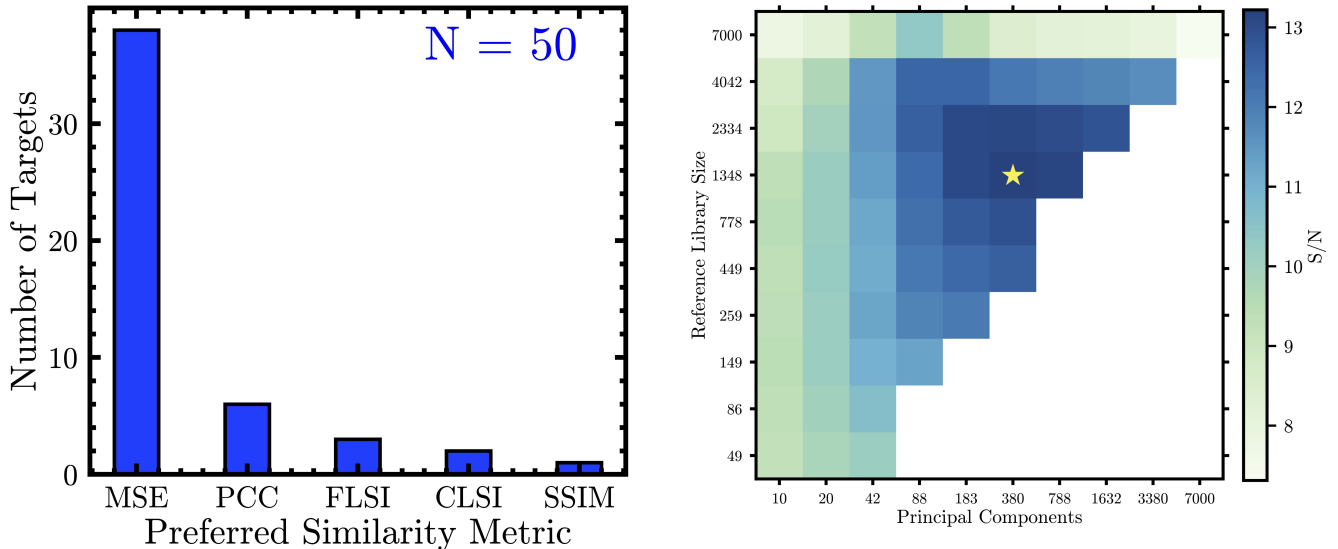 N = 50
Number of Targets
30
20
10
0
MSE PCC FLSI CLSI SSIM
Preferred Similarity Metric
Reference Library Size
7000
4042
2334
1348
778
449
259
149
86
49
10 20 42 88 183 380 788 1632 3380 7000
Principal Components
13
12
11
10
9
8
S/N